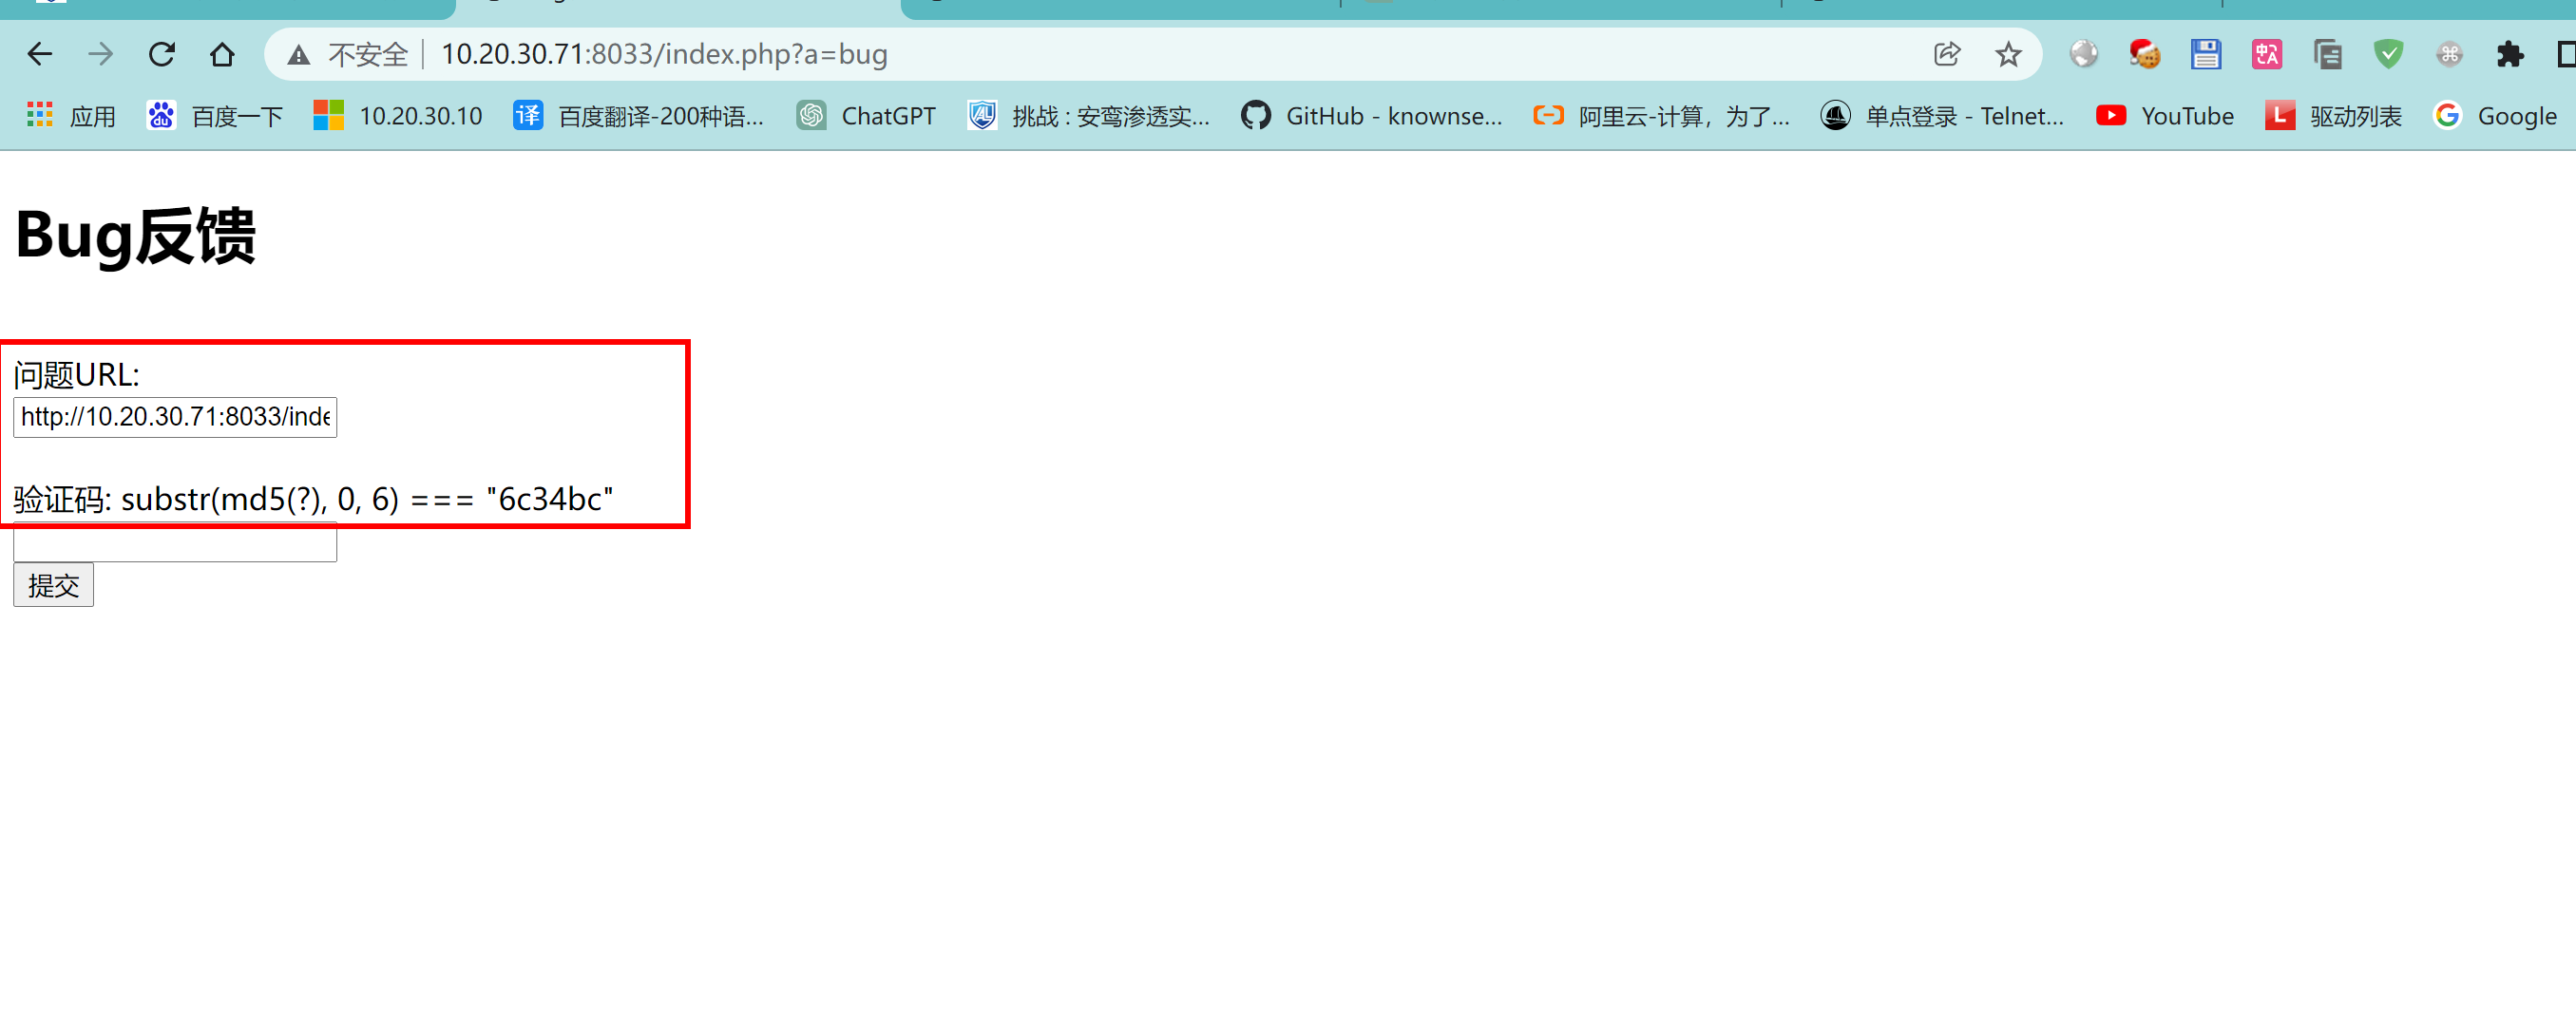 不安全 10.20.30.71:8033/index.php?a=bug
应用 百度一下 10.20.30.10 百度翻译-200种语... ChatGPT 挑战 : 安鸾渗透实... GitHub - knownse... 阿里云-计算，为了... 单点登录 - Telnet... YouTube 驱动列表 Google
Bug反馈
问题URL:
http://10.20.30.71:8033/inde
验证码: substr(md5(?), 0, 6) === "6c34bc"
提交